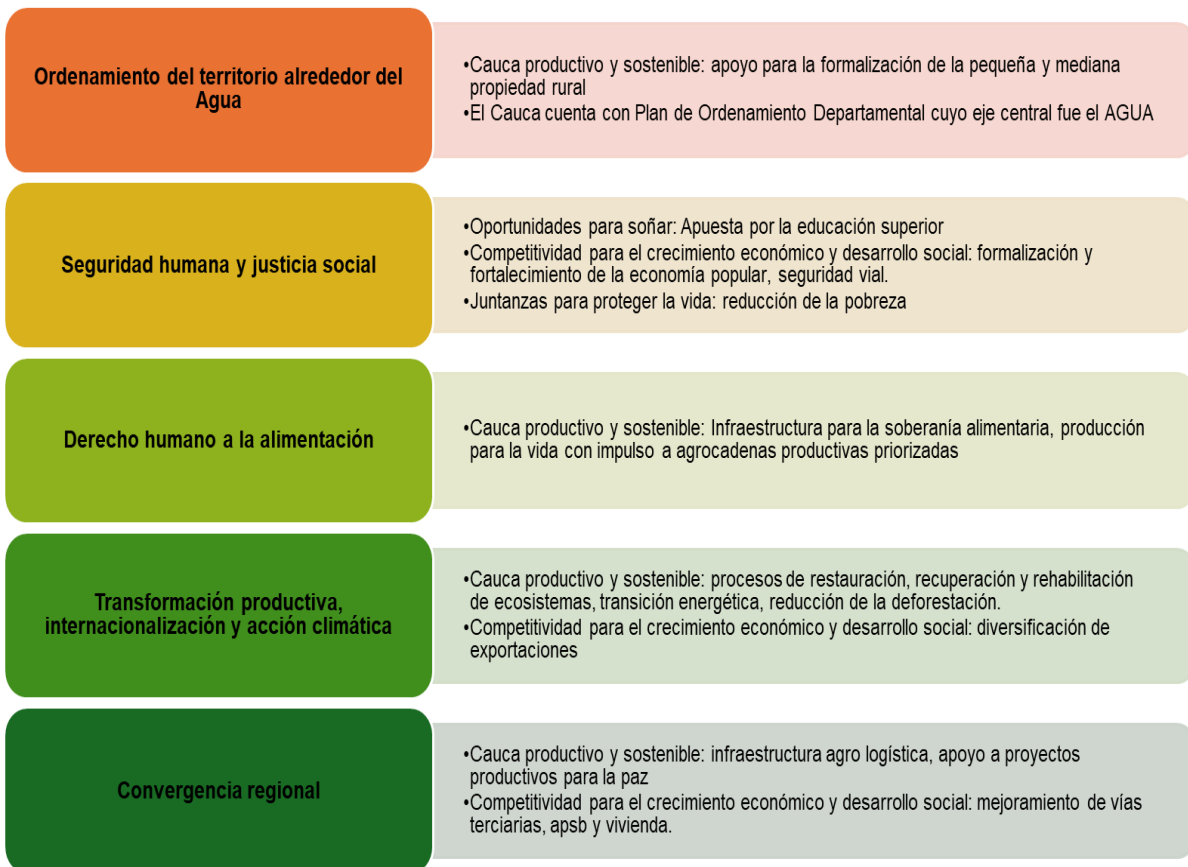 Ordenamiento del territorio alrededor del
Agua
•Cauca productivo y sostenible: apoyo para la formalización de la pequeña y mediana
propiedad rural
•El Cauca cuenta con Plan de Ordenamiento Departamental cuyo eje central fue el AGUA
Seguridad humana y justicia social
•Oportunidades para soñar: Apuesta por la educación superior
•Competitividad para el crecimiento económico y desarrollo social: formalización y
fortalecimiento de la economía popular, seguridad vial.
•Juntanzas para proteger la vida: reducción de la pobreza
Derecho humano a la alimentación
•Cauca productivo y sostenible: Infraestructura para la soberanía alimentaria, producción
para la vida con impulso a agrocadenas productivas priorizadas
Transformación productiva,
internacionalización y acción climática
•Cauca productivo y sostenible: procesos de restauración, recuperación y rehabilitación
de ecosistemas, transición energética, reducción de la deforestación.
•Competitividad para el crecimiento económico y desarrollo social: diversificación de
exportaciones
Convergencia regional
•Cauca productivo y sostenible: infraestructura agro logística, apoyo a proyectos
productivos para la paz
•Competitividad para el crecimiento económico y desarrollo social: mejoramiento de vías
terciarias, apsb y vivienda.